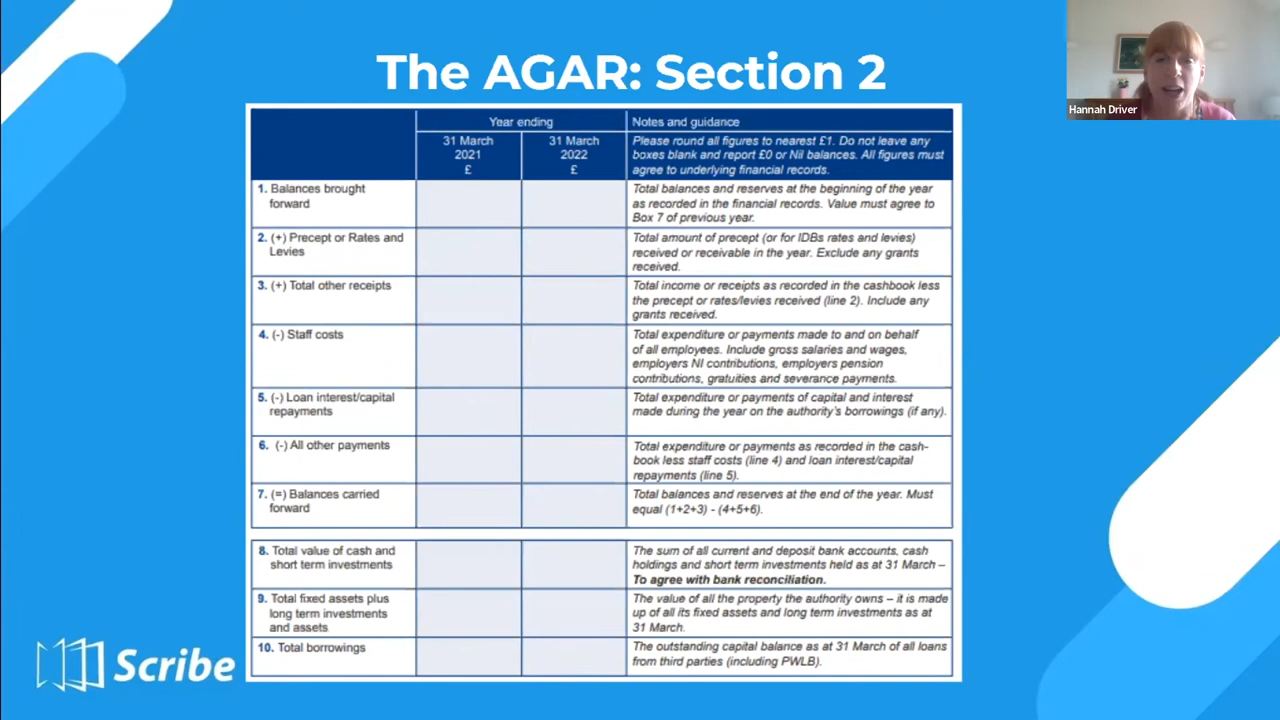 The AGAR: Section 2
Hannah Driver
Year ending
Notes and guidance
31 March
2021
£
31 March
2022
£
Please round all figures to nearest £1. Do not leave any
boxes blank and report £0 or Nil balances. All figures must
agree to underlying financial records.
1. Balances brought
forward
Total balances and reserves at the beginning of the year
as recorded in the financial records. Value must agree to
Box 7 of previous year.
2. (+) Precept or Rates and
Levies
Total amount of precept (or for IDBs rates and levies)
received or receivable in the year. Exclude any grants
received.
3. (+) Total other receipts
Total income or receipts as recorded in the cashbook less
the precept or rates/levies received (line 2). Include any
grants received.
4. (-) Staff costs
Total expenditure or payments made to and on behalf
of all employees. Include gross salaries and wages,
employers NI contributions, employers pension
contributions, gratuities and severance payments.
5. (-) Loan interest/capital
repayments
Total expenditure or payments of capital and interest
made during the year on the authority's borrowings (if any).
6. (-) All other payments
Total expenditure or payments as recorded in the cash-
book less staff costs (line 4) and loan interest/capital
repayments (line 5).
7. (=) Balances carried
forward
Total balances and reserves at the end of the year. Must
equal (1+2+3) - (4+5+6).
8. Total value of cash and
short term investments
The sum of all current and deposit bank accounts, cash
holdings and short term investments held as at 31 March –
To agree with bank reconciliation.
9. Total fixed assets plus
long term investments
and assets
The value of all the property the authority owns – it is made
up of all its fixed assets and long term investments as at
31 March.
10. Total borrowings
The outstanding capital balance as at 31 March of all loans
from third parties (including PWLB).
Scribe